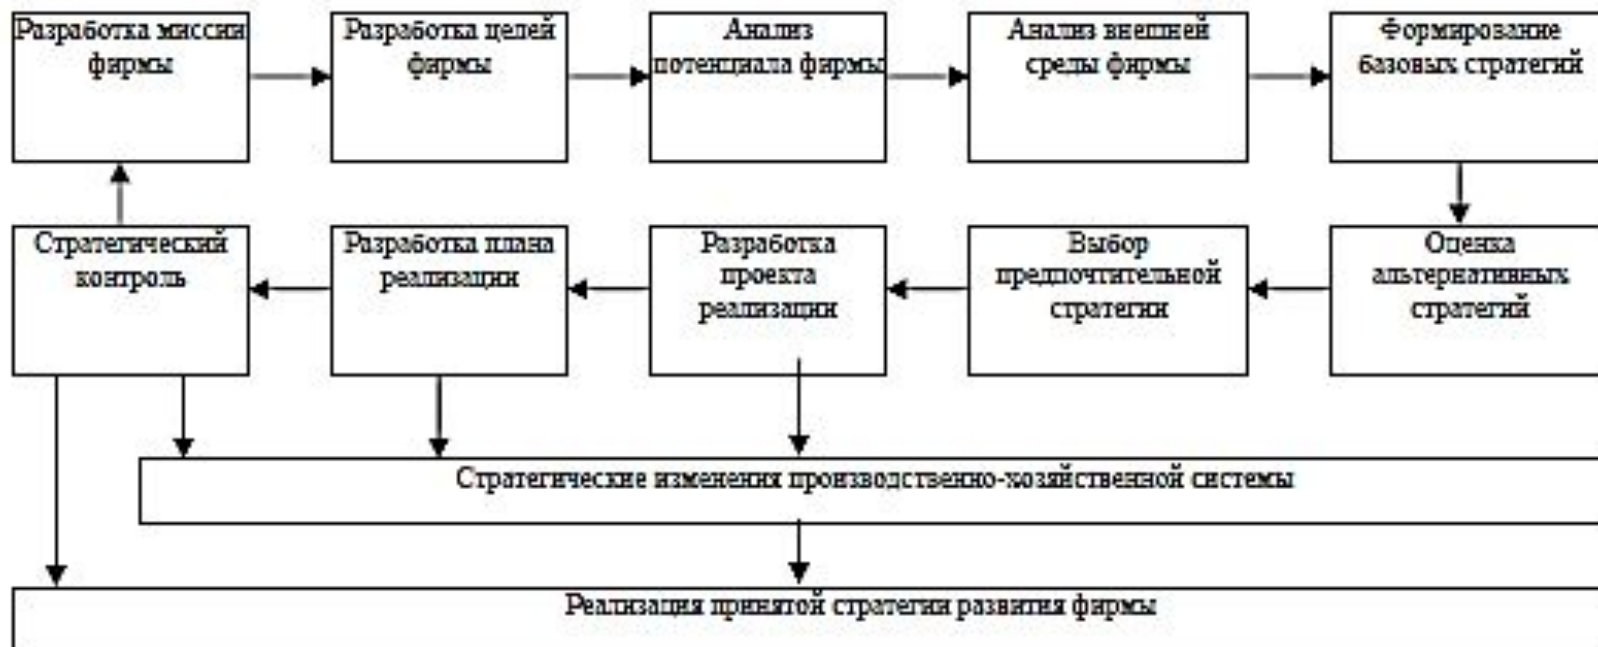 Разработка миссии
фирмы
Разработка целей
фирмы
Анализ
потенциала фирмы
Анализ внешней
среды фирмы
Формирование
базовых стратегий
Стратегический
контроль
Разработка плана
реализации
Разработка
проекта
реализации
Выбор
предпочтительной
стратегии
Оценка
альтернативных
стратегий
Стратегические изменения производственно-хозяйственной системы
Реализация принятой стратегии развития фирмы